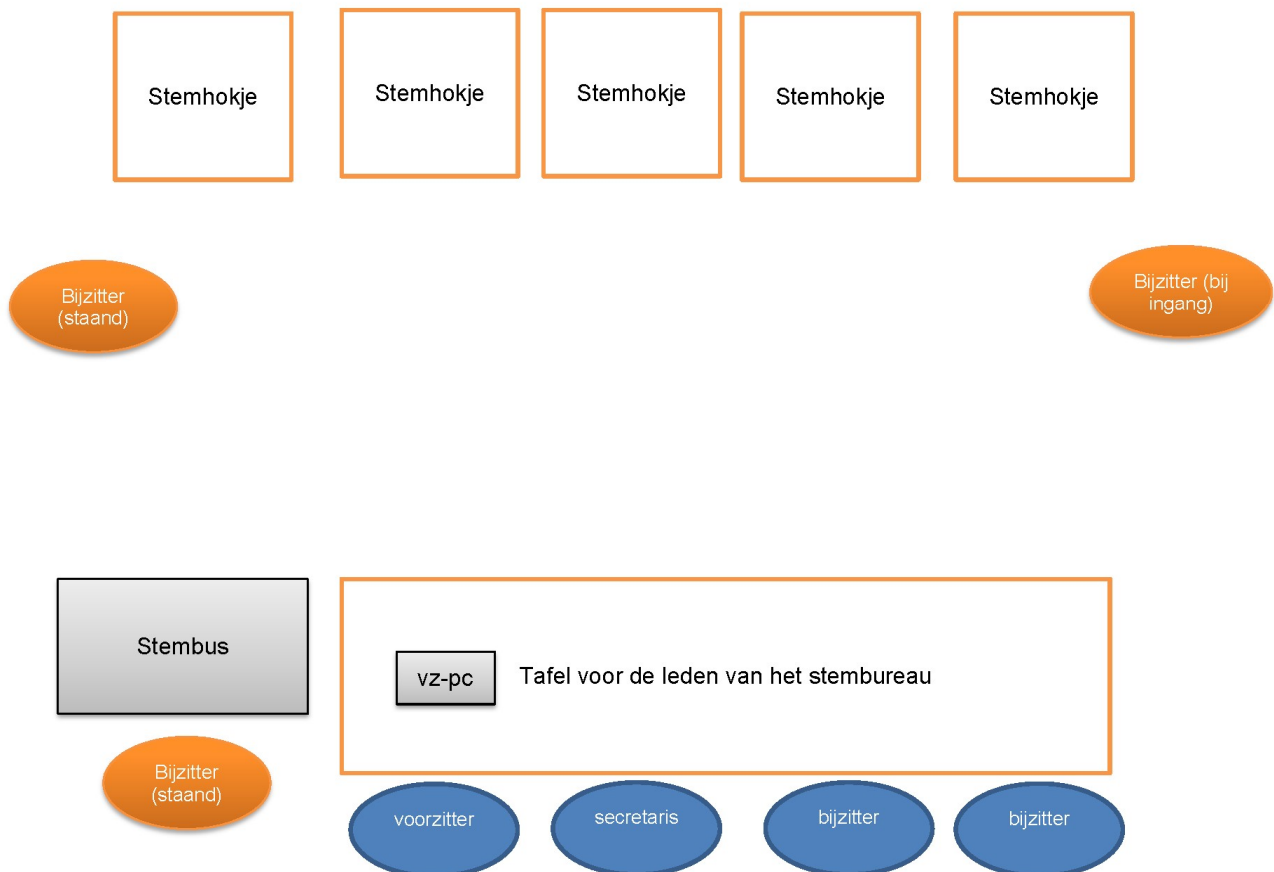 Stemhokje
Stemhokje
Stemhokje
Stemhokje
Stemhokje
Bijzitter
(staand)
Bijzitter (bij
ingang)
Stembus
vz-pc
Tafel voor de leden van het stembureau
Bijzitter
(staand)
voorzitter
secretaris
bijzitter
bijzitter